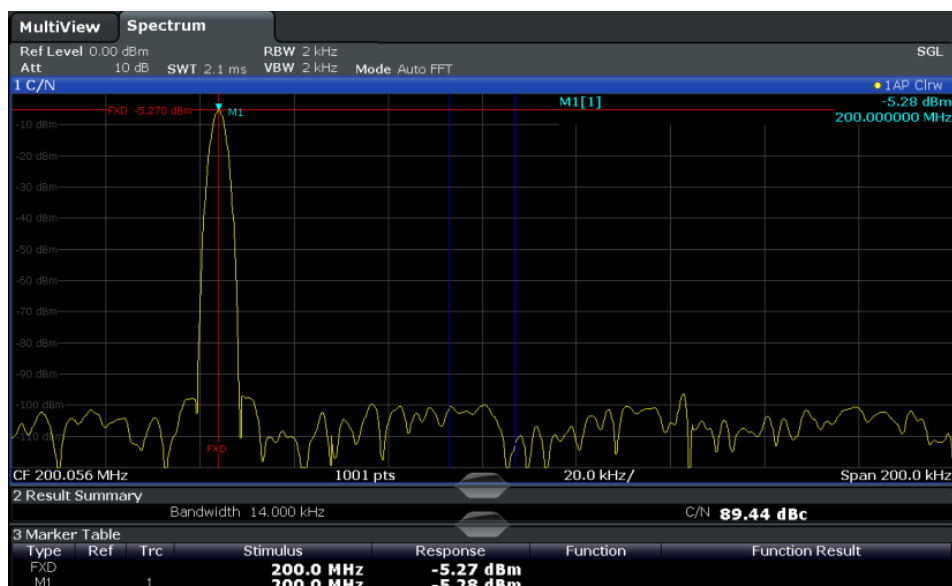 MultiView Spectrum
Ref Level 0.00 dBm RBW 2 kHz SGL
Att 10 dB SWT 2.1 ms VBW 2 kHz Mode Auto FFT
1 C/N 1AP Clrw
FXD -5.270 dBm M1 M1[1] -5.28 dBm
200.000000 MHz
-10 dBm
-20 dBm
-30 dBm
-40 dBm
-50 dBm
-60 dBm
-70 dBm
-80 dBm
-90 dBm
-100 dBm
-110 dBm
FXD
CF 200.056 MHz 1001 pts 20.0 kHz/ Span 200.0 kHz
2 Result Summary
Bandwidth 14.000 kHz C/N 89.44 dBc
3 Marker Table
Type Ref Trc Stimulus Response Function Function Result
FXD 200.0 MHz -5.27 dBm
M1 1 200.0 MHz -5.28 dBm